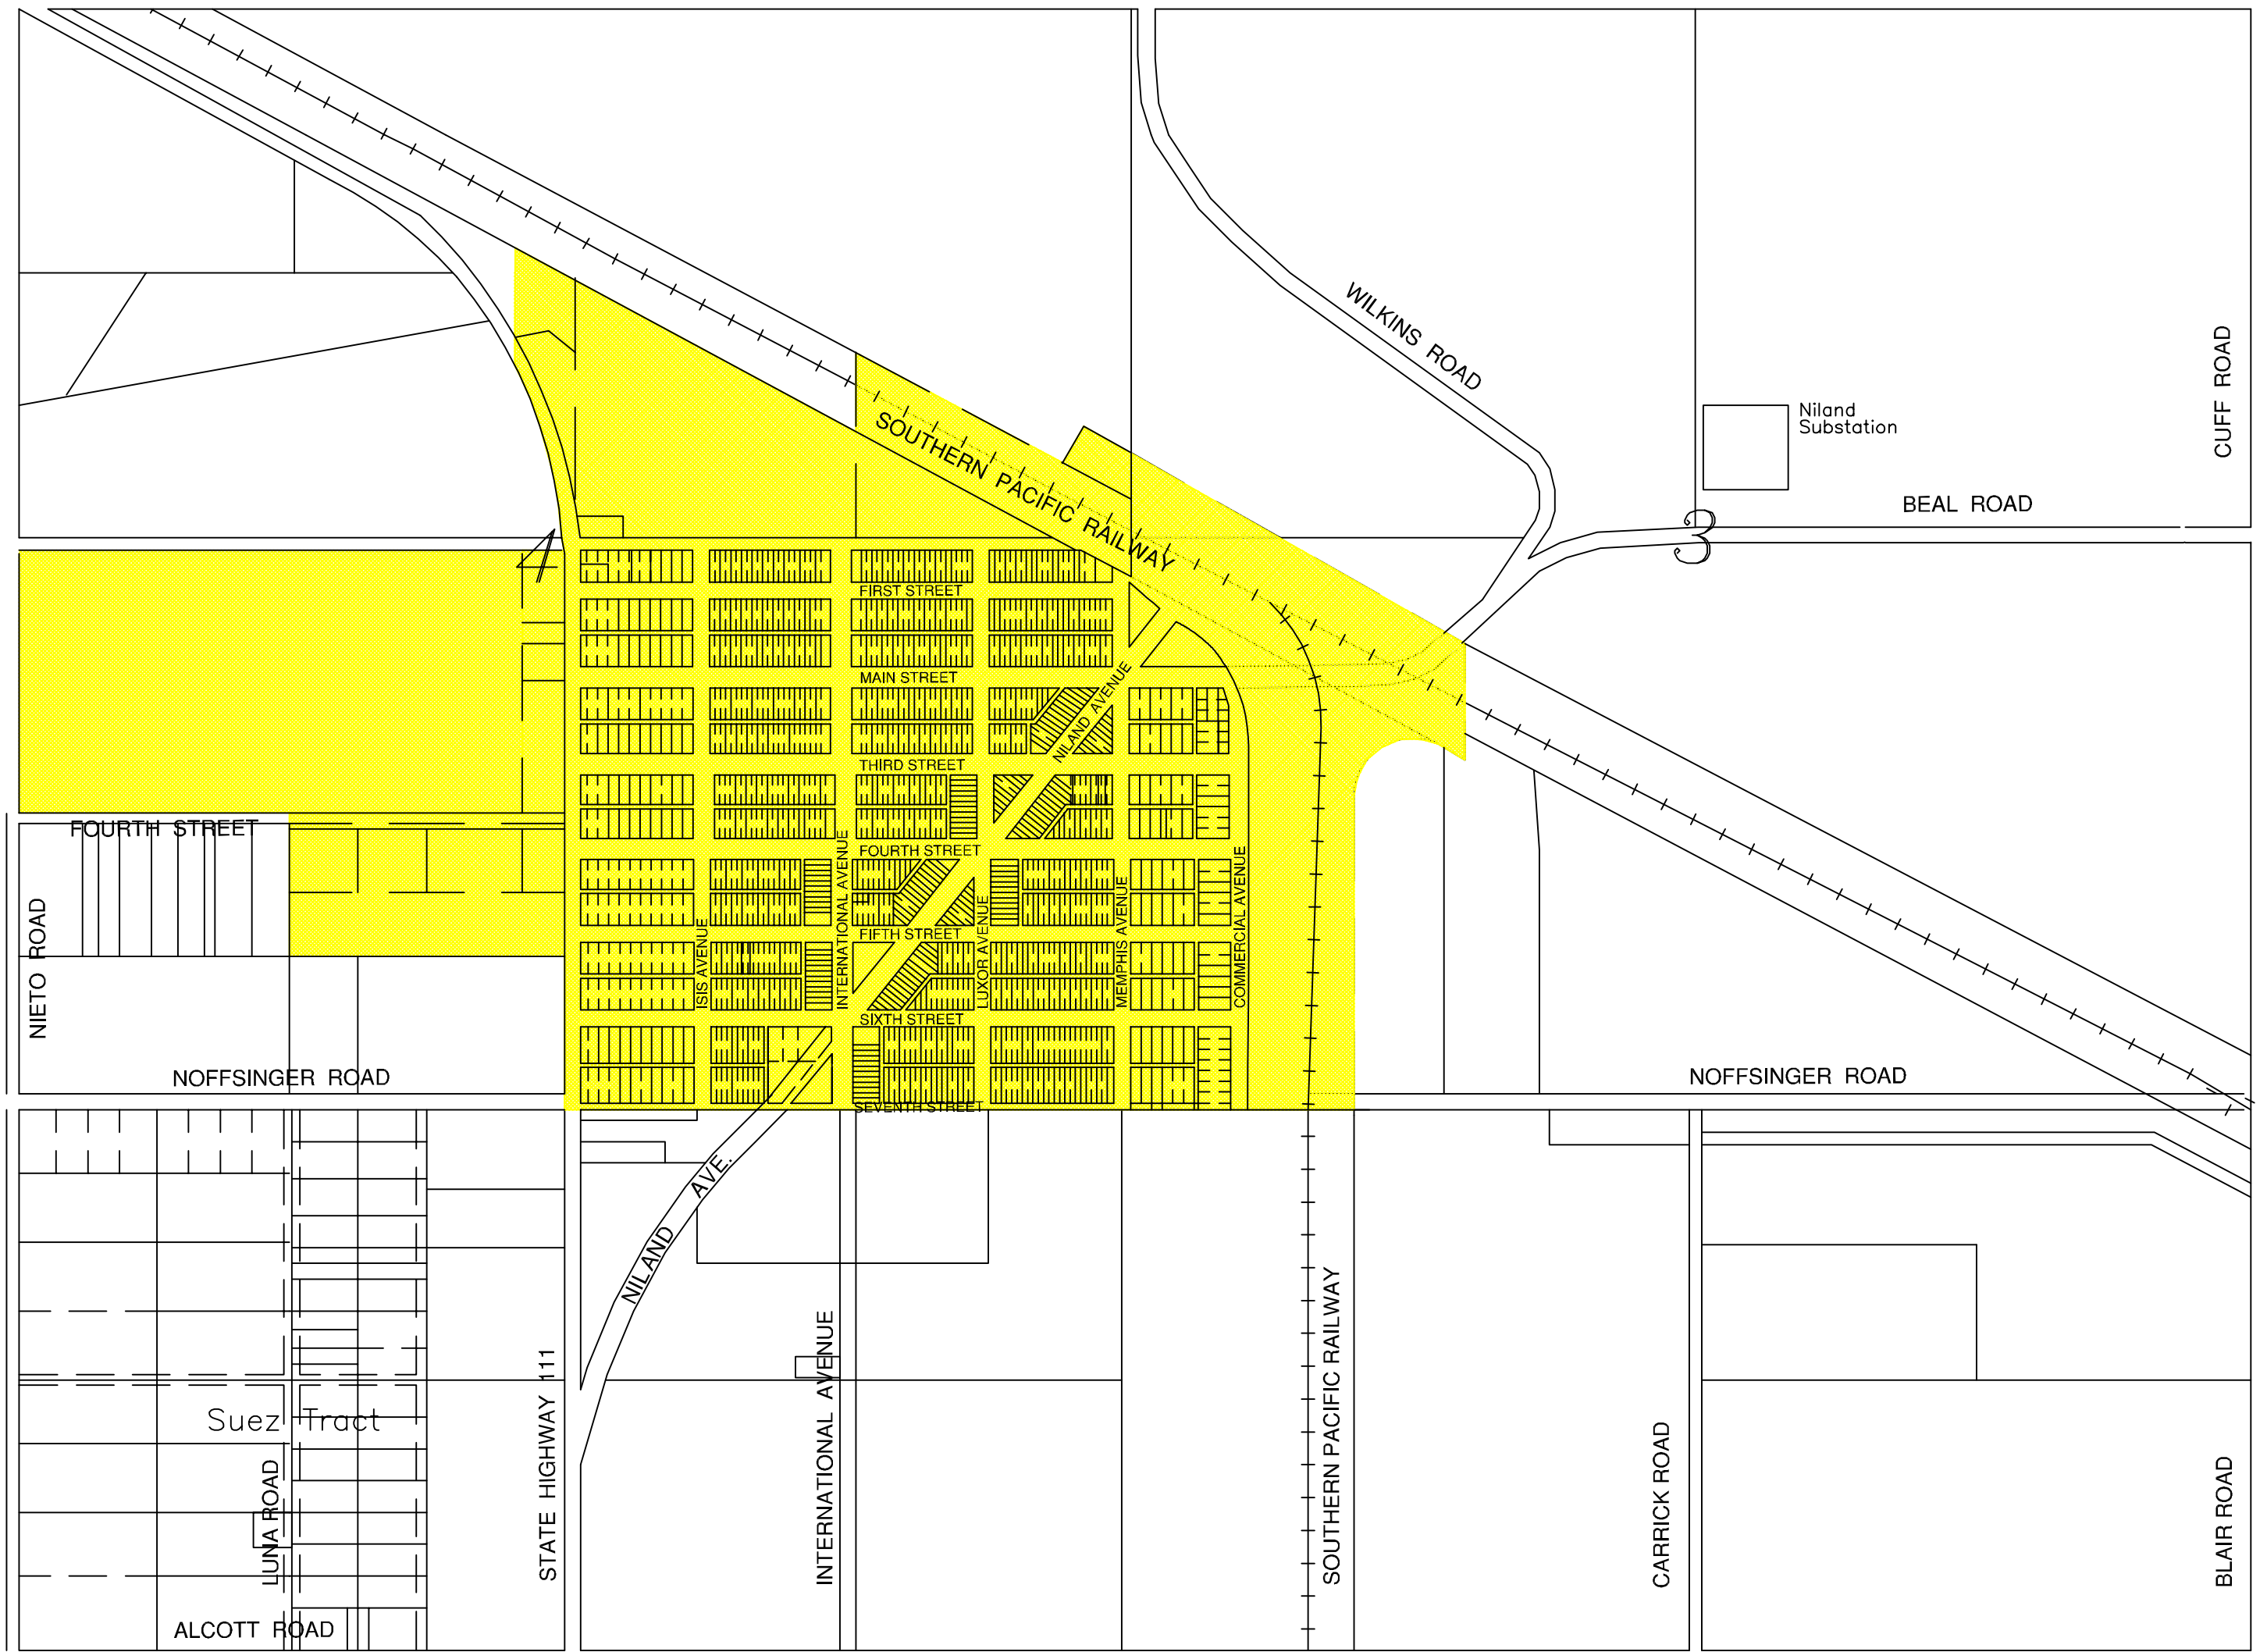 WILKINS ROAD
CUFF ROAD
Niland
Substation
SOUTHERN PACIFIC RAILWAY
BEAL ROAD
FIRST STREET
MAIN STREET
NILAND AVENUE
THIRD STREET
FOURTH STREET
FOURTH STREET
INTERNATIONAL AVENUE
COMMERCIAL AVENUE
MEMPHIS AVENUE
LUXOR AVENUE
ISIS AVENUE
NIETO ROAD
FIFTH STREET
SIXTH STREET
NOFFSINGER ROAD
NOFFSINGER ROAD
SEVENTH STREET
NILAND AVE.
Suez Tract
LUNA ROAD
STATE HIGHWAY 111
INTERNATIONAL AVENUE
SOUTHERN PACIFIC RAILWAY
CARRICK ROAD
BLAIR ROAD
ALCOTT ROAD